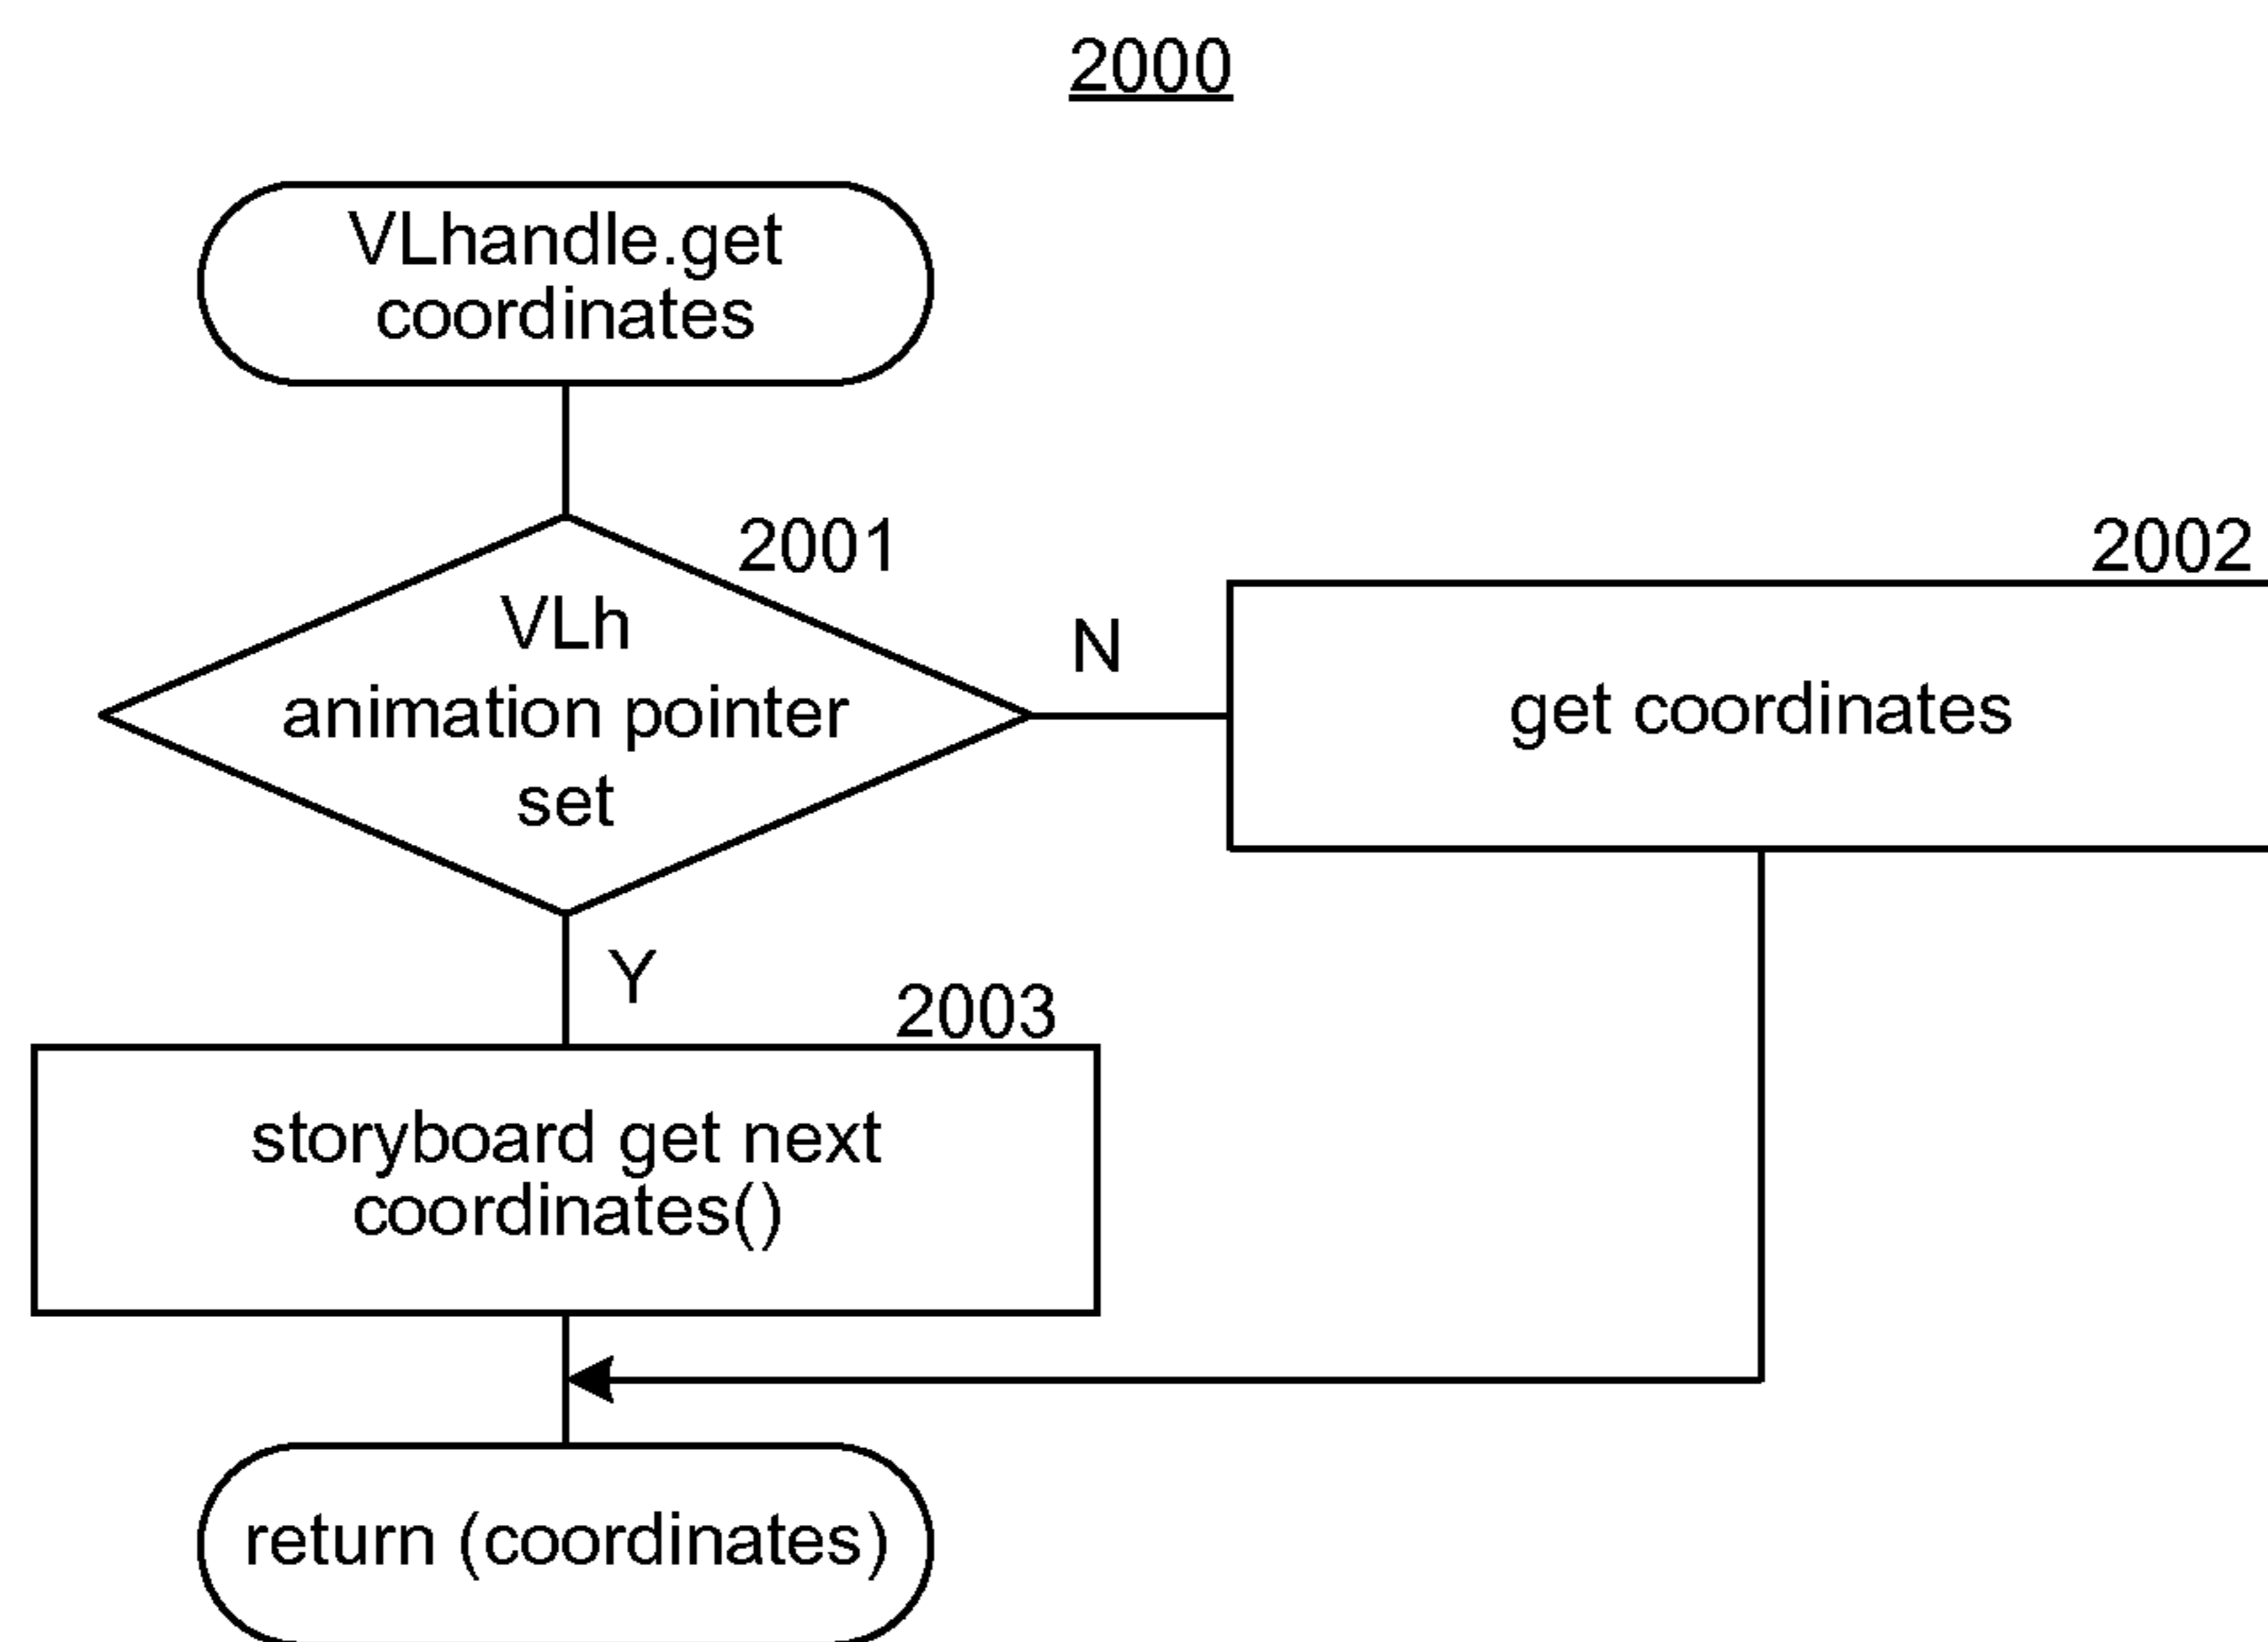 2000
VLhandle.get
coordinates
2001
VLh
animation pointer
set
N
2002
get coordinates
Y
2003
storyboard get next
coordinates()
return (coordinates)